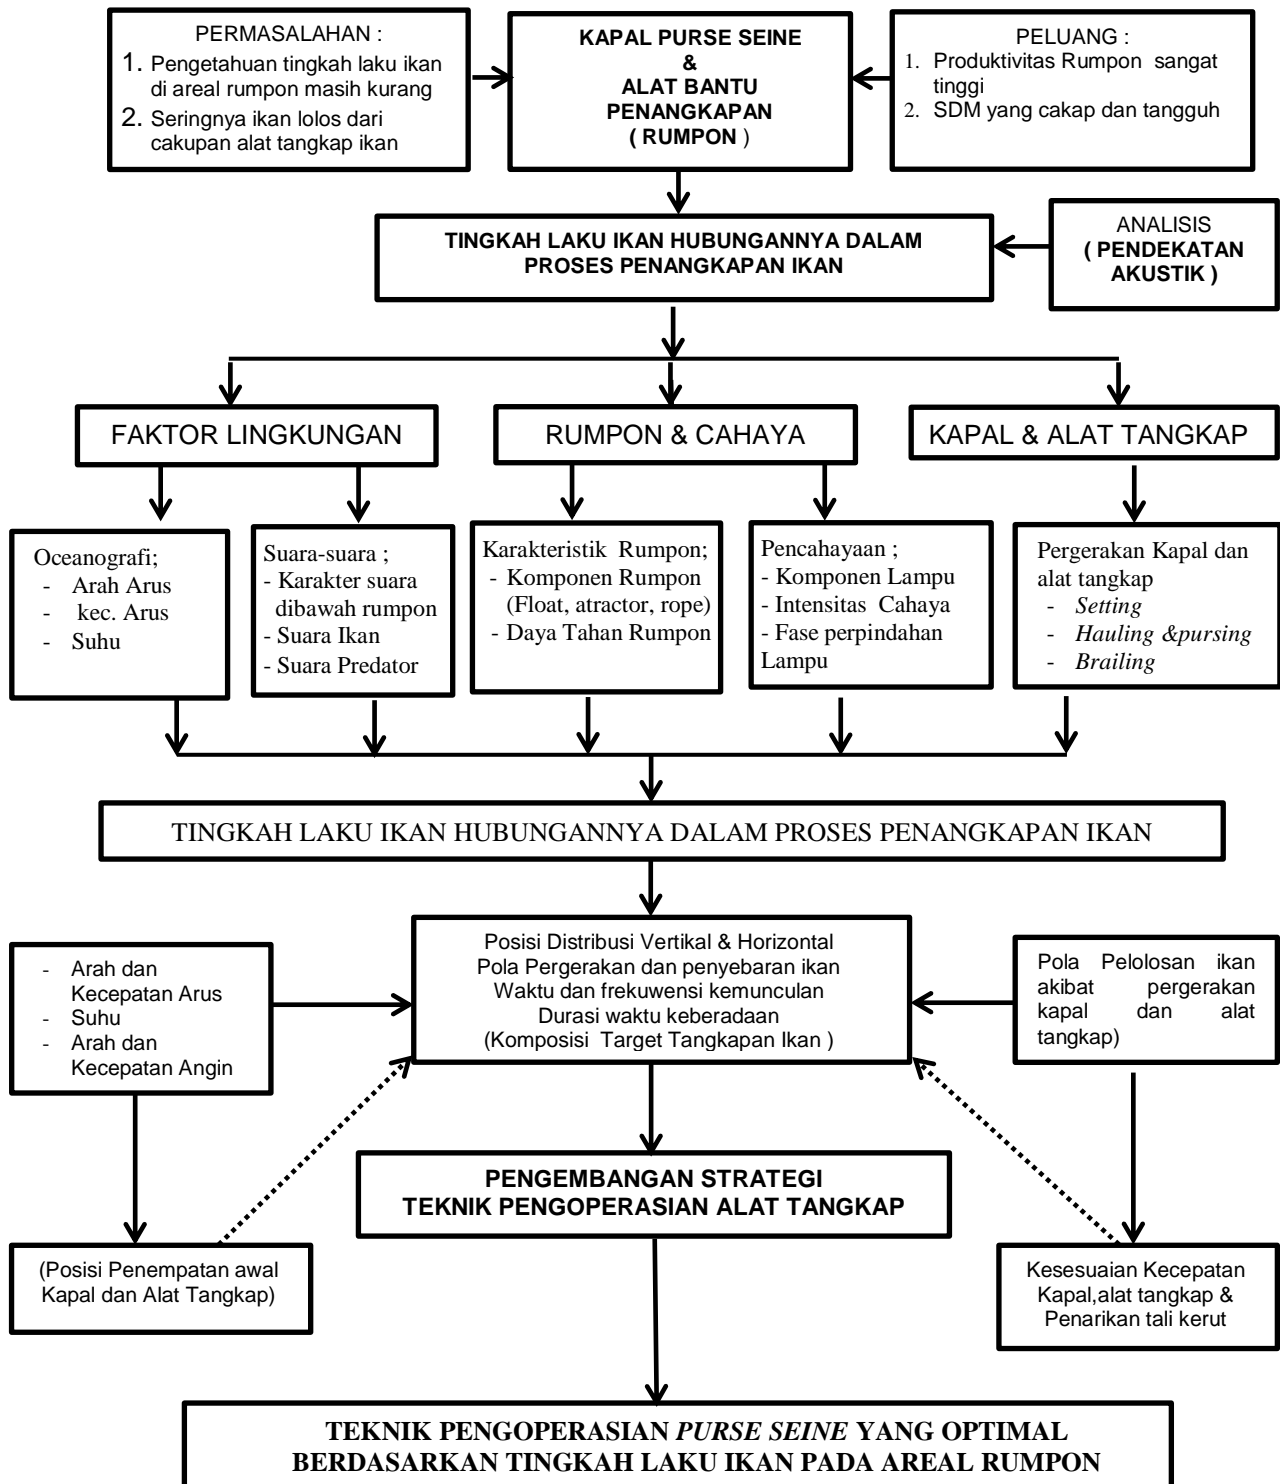 PERMASALAHAN :
1. Pengetahuan tingkah laku ikan
di areal rumpon masih kurang
2. Seringnya ikan lolos dari
cakupan alat tangkap ikan
KAPAL PURSE SEINE
&
ALAT BANTU
PENANGKAPAN
( RUMPON )
PELUANG :
1. Produktivitas Rumpon sangat
tinggi
2. SDM yang cakap dan tangguh
TINGKAH LAKU IKAN HUBUNGANNYA DALAM
PROSES PENANGKAPAN IKAN
ANALISIS
( PENDEKATAN
AKUSTIK )
FAKTOR LINGKUNGAN
RUMPON & CAHAYA
KAPAL & ALAT TANGKAP
Oceanografi;
- Arah Arus
- kec. Arus
- Suhu
Suara-suara ;
- Karakter suara
dibawah rumpon
- Suara Ikan
- Suara Predator
Karakteristik Rumpon;
- Komponen Rumpon
(Float, atractor, rope)
- Daya Tahan Rumpon
Pencahayaan ;
- Komponen Lampu
- Intensitas Cahaya
- Fase perpindahan
Lampu
Pergerakan Kapal dan
alat tangkap
- Setting
- Hauling &pursing
- Brailing
TINGKAH LAKU IKAN HUBUNGANNYA DALAM PROSES PENANGKAPAN IKAN
- Arah dan
Kecepatan Arus
- Suhu
- Arah dan
Kecepatan Angin
Posisi Distribusi Vertikal & Horizontal
Pola Pergerakan dan penyebaran ikan
Waktu dan frekuwensi kemunculan
Durasi waktu keberadaan
(Komposisi Target Tangkapan Ikan )
Pola Pelolosan ikan
akibat pergerakan
kapal dan alat
tangkap)
PENGEMBANGAN STRATEGI
TEKNIK PENGOPERASIAN ALAT TANGKAP
(Posisi Penempatan awal
Kapal dan Alat Tangkap)
Kesesuaian Kecepatan
Kapal,alat tangkap &
Penarikan tali kerut
TEKNIK PENGOPERASIAN PURSE SEINE YANG OPTIMAL
BERDASARKAN TINGKAH LAKU IKAN PADA AREAL RUMPON